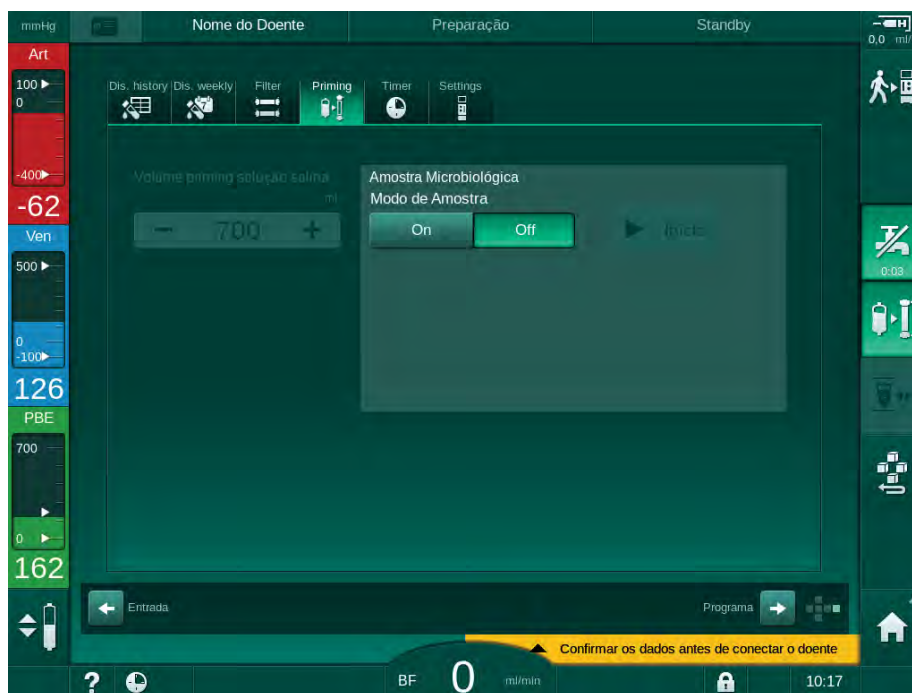 mmHg
Nome do Doente
Preparação
Standby
0,0 ml/
Art
100
0
-400
-62
Ven
500
0
-100
126
PBE
700
0
162
Dis. history
Dis. weekly
Filter
Priming
Timer
Settings
Volume priming solução salina
ml
700
Amostra Microbiológica
Modo de Amostra
On
Off
Início
0:03
Entrada
Programa
Confirmar os dados antes de conectar o doente
?
BF 0 ml/min
10:17